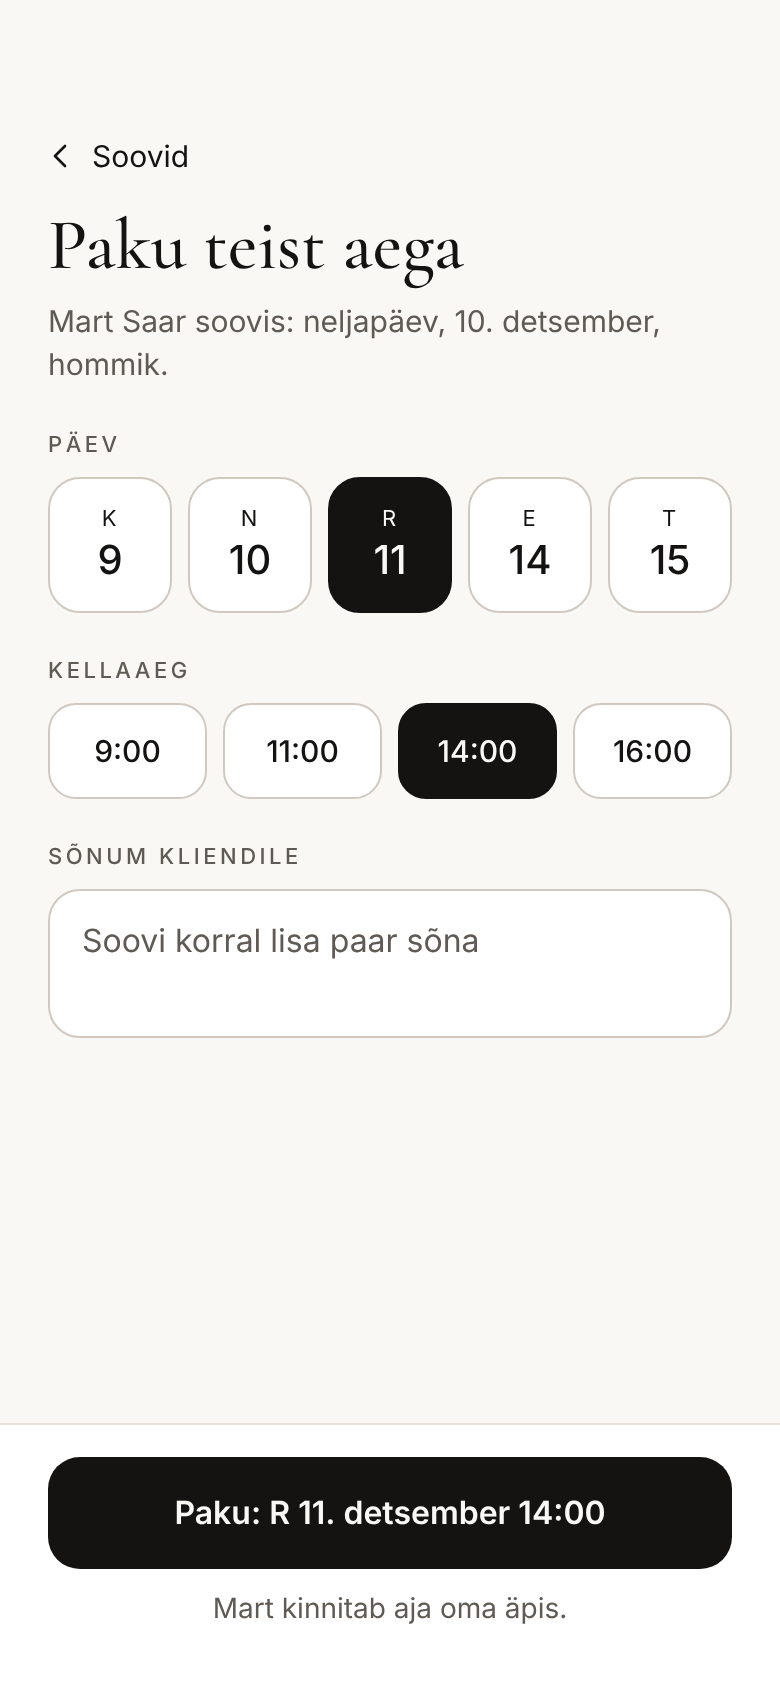 Soovid
Paku teist aega
Mart Saar soovis: neljapäev, 10. detsember,
hommik.
PÄEV
K N R E T
9 10 11 14 15
KELLAAEG
9:00 11:00 14:00 16:00
SÕNUM KLIENDILE
Soovi korral lisa paar sõna
Paku: R 11. detsember 14:00
Mart kinnitab aja oma äpis.